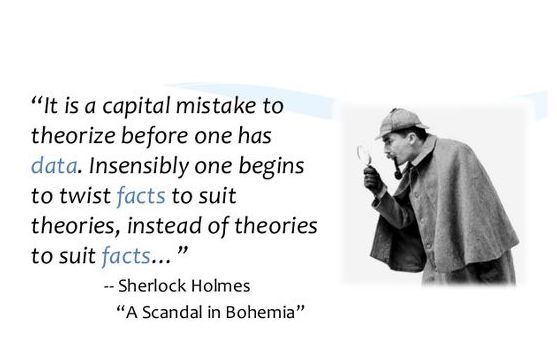 “It is a capital mistake to
theorize before one has
data. Insensibly one begins
to twist facts to suit
theories, instead of theories
to suit facts… ”
-- Sherlock Holmes
“A Scandal in Bohemia”